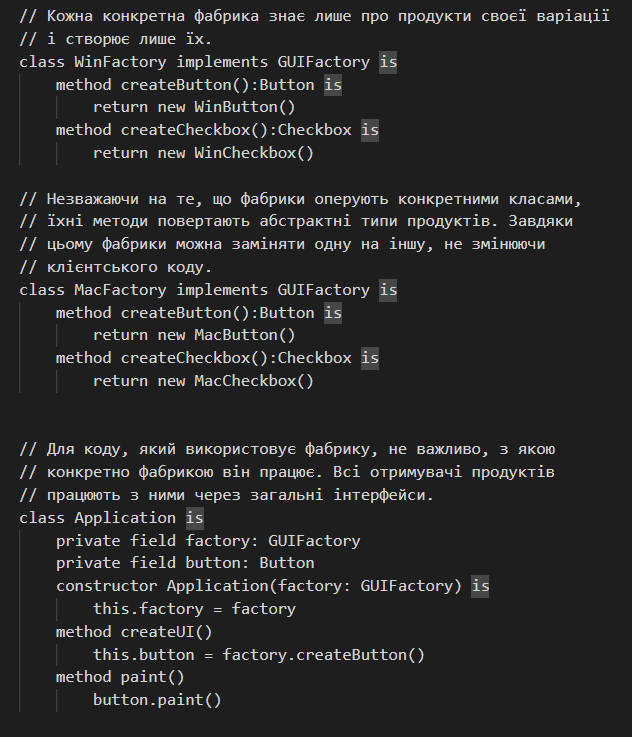 // Кожна конкретна фабрика знає лише про продукти своєї варіації
// і створює лише їх.
class WinFactory implements GUIFactory is
    method createButton():Button is
        return new WinButton()
    method createCheckbox():Checkbox is
        return new WinCheckbox()

// Незважаючи на те, що фабрики оперують конкретними класами,
// їхні методи повертають абстрактні типи продуктів. Завдяки
// цьому фабрики можна заміняти одну на іншу, не змінюючи
// клієнтського коду.
class MacFactory implements GUIFactory is
    method createButton():Button is
        return new MacButton()
    method createCheckbox():Checkbox is
        return new MacCheckbox()

// Для коду, який використовує фабрику, не важливо, з якою
// конкретно фабрикою він працює. Всі отримувачі продуктів
// працюють з ними через загальні інтерфейси.
class Application is
    private field factory: GUIFactory
    private field button: Button
    constructor Application(factory: GUIFactory) is
        this.factory = factory
    method createUI()
        this.button = factory.createButton()
    method paint()
        button.paint()